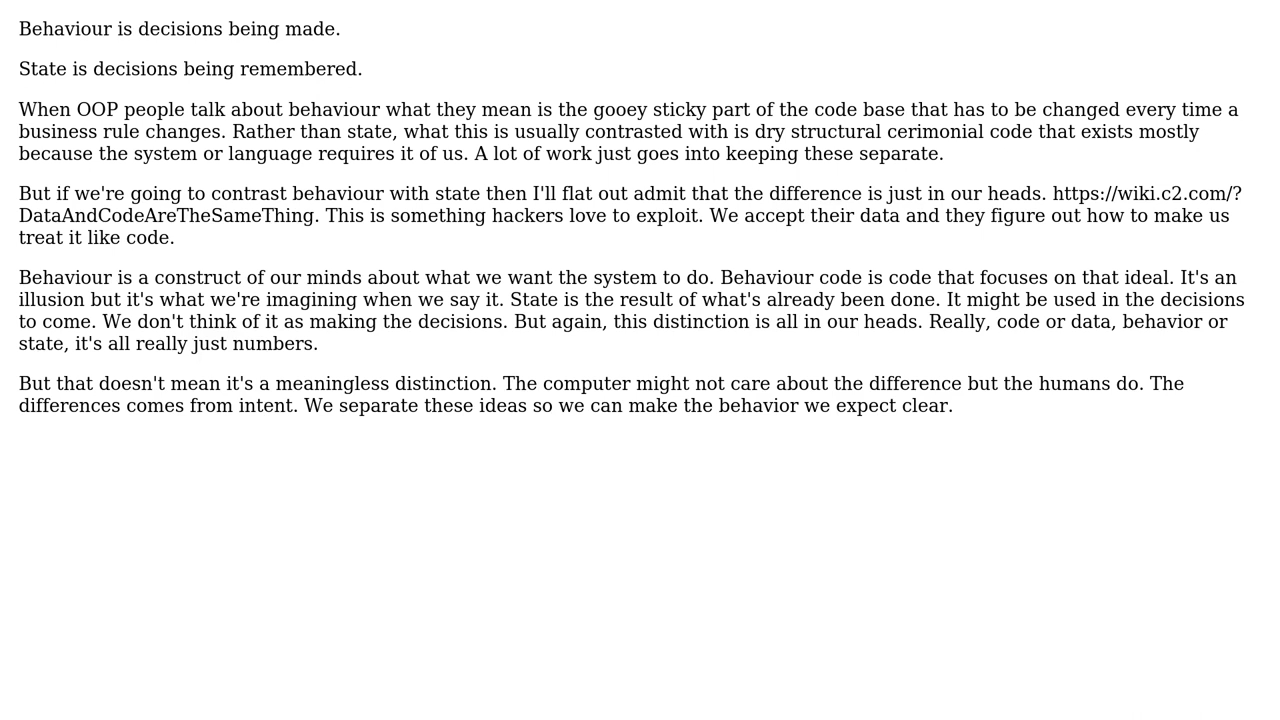 Behaviour is decisions being made.
State is decisions being remembered.
When OOP people talk about behaviour what they mean is the gooey sticky part of the code base that has to be changed every time a
business rule changes. Rather than state, what this is usually contrasted with is dry structural cerimonial code that exists mostly
because the system or language requires it of us. A lot of work just goes into keeping these separate.
But if we're going to contrast behaviour with state then I'll flat out admit that the difference is just in our heads. https://wiki.c2.com/?
DataAndCodeAreTheSameThing. This is something hackers love to exploit. We accept their data and they figure out how to make us
treat it like code.
Behaviour is a construct of our minds about what we want the system to do. Behaviour code is code that focuses on that ideal. It's an
illusion but it's what we're imagining when we say it. State is the result of what's already been done. It might be used in the decisions
to come. We don't think of it as making the decisions. But again, this distinction is all in our heads. Really, code or data, behavior or
state, it's all really just numbers.
But that doesn't mean it's a meaningless distinction. The computer might not care about the difference but the humans do. The
differences comes from intent. We separate these ideas so we can make the behavior we expect clear.